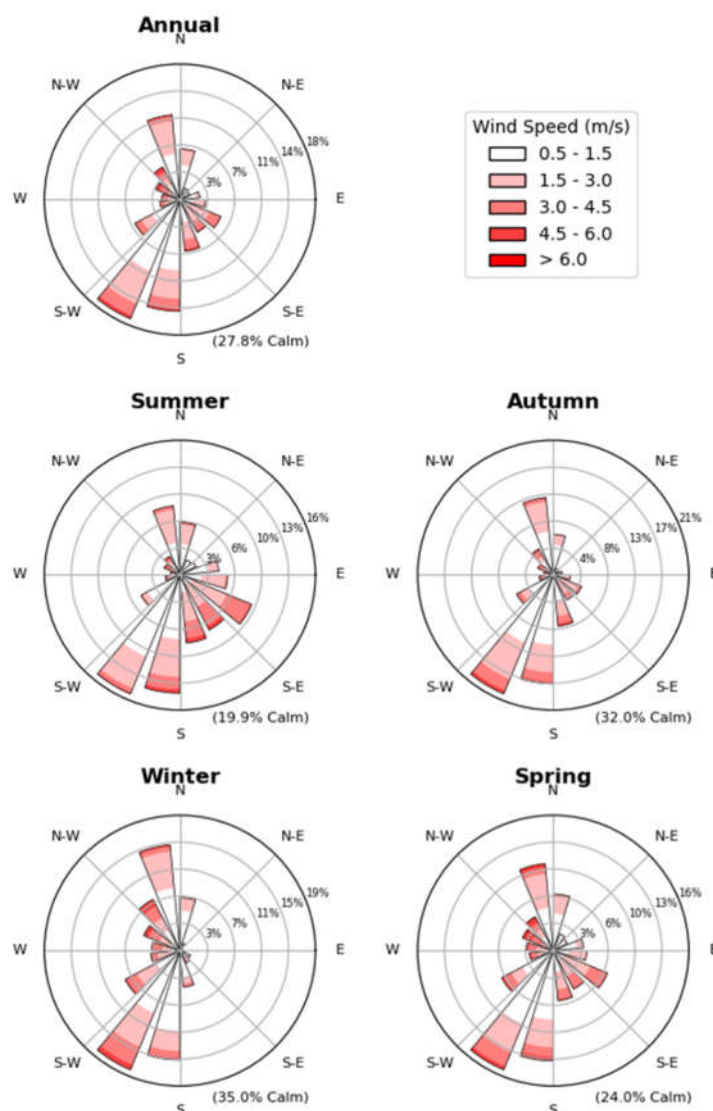 Annual
N
N-W
N-E
18%
14%
11%
7%
3%
W
E
S-W
S-E
(27.8% Calm)
S
Wind Speed (m/s)
0.5 - 1.5
1.5 - 3.0
3.0 - 4.5
4.5 - 6.0
> 6.0
Summer
N
N-W
N-E
16%
13%
10%
6%
3%
W
E
S-W
S-E
(19.9% Calm)
S
Autumn
N
N-W
N-E
21%
17%
13%
8%
4%
W
E
S-W
S-E
(32.0% Calm)
S
Winter
N
N-W
N-E
19%
15%
11%
7%
3%
W
E
S-W
S-E
(35.0% Calm)
S
Spring
N
N-W
N-E
16%
13%
10%
6%
3%
W
E
S-W
S-E
(24.0% Calm)
S